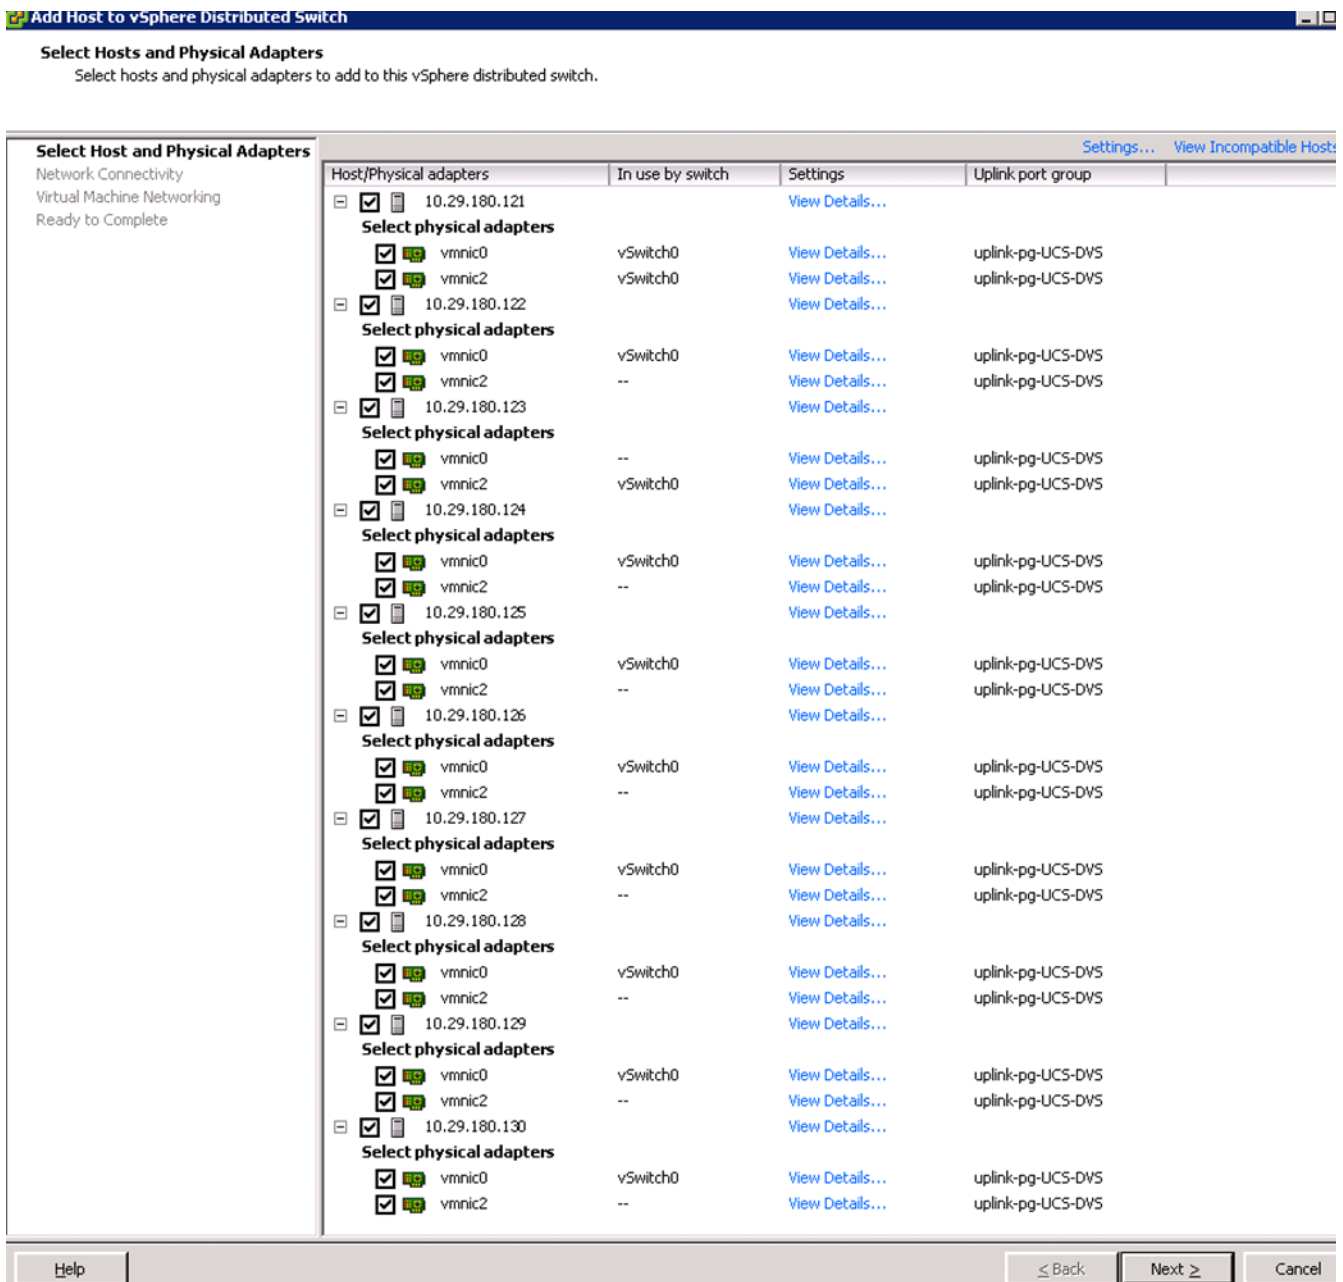 Add Host to vSphere Distributed Switch
Select Hosts and Physical Adapters
Select hosts and physical adapters to add to this vSphere distributed switch.
Select Host and Physical Adapters
Network Connectivity
Virtual Machine Networking
Ready to Complete
Settings... View Incompatible Hosts
Host/Physical adapters In use by switch Settings Uplink port group
10.29.180.121 View Details...
Select physical adapters
vmnic0 vSwitch0 View Details... uplink-pg-UCS-DVS
vmnic2 vSwitch0 View Details... uplink-pg-UCS-DVS
10.29.180.122 View Details...
Select physical adapters
vmnic0 vSwitch0 View Details... uplink-pg-UCS-DVS
vmnic2 -- View Details... uplink-pg-UCS-DVS
10.29.180.123 View Details...
Select physical adapters
vmnic0 -- View Details... uplink-pg-UCS-DVS
vmnic2 vSwitch0 View Details... uplink-pg-UCS-DVS
10.29.180.124 View Details...
Select physical adapters
vmnic0 vSwitch0 View Details... uplink-pg-UCS-DVS
vmnic2 -- View Details... uplink-pg-UCS-DVS
10.29.180.125 View Details...
Select physical adapters
vmnic0 vSwitch0 View Details... uplink-pg-UCS-DVS
vmnic2 -- View Details... uplink-pg-UCS-DVS
10.29.180.126 View Details...
Select physical adapters
vmnic0 vSwitch0 View Details... uplink-pg-UCS-DVS
vmnic2 -- View Details... uplink-pg-UCS-DVS
10.29.180.127 View Details...
Select physical adapters
vmnic0 vSwitch0 View Details... uplink-pg-UCS-DVS
vmnic2 -- View Details... uplink-pg-UCS-DVS
10.29.180.128 View Details...
Select physical adapters
vmnic0 vSwitch0 View Details... uplink-pg-UCS-DVS
vmnic2 -- View Details... uplink-pg-UCS-DVS
10.29.180.129 View Details...
Select physical adapters
vmnic0 vSwitch0 View Details... uplink-pg-UCS-DVS
vmnic2 -- View Details... uplink-pg-UCS-DVS
10.29.180.130 View Details...
Select physical adapters
vmnic0 vSwitch0 View Details... uplink-pg-UCS-DVS
vmnic2 -- View Details... uplink-pg-UCS-DVS
Help < Back Next > Cancel